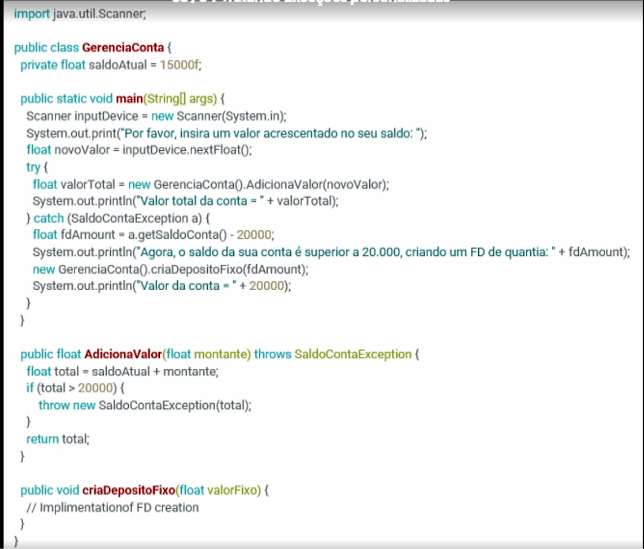 import java.util.Scanner;
public class GerenciaConta {
private float saldoAtual = 15000f;
public static void main(String[] args) {
Scanner inputDevice = new Scanner(System.in);
System.out.print("Por favor, insira um valor acrescentado no seu saldo: ");
float novoValor = inputDevice.nextFloat();
try {
float valorTotal = new GerenciaConta().AdicionaValor(novoValor);
System.out.println("Valor total da conta = " + valorTotal);
} catch (SaldoContaException a) {
float fdAmount = a.getSaldoConta() - 20000;
System.out.println("Agora, o saldo da sua conta é superior a 20.000, criando um FD de quantia: " + fdAmount);
new GerenciaConta().criaDepositoFixo(fdAmount);
System.out.println("Valor da conta = " + 20000);
}
}
public float AdicionaValor(float montante) throws SaldoContaException {
float total = saldoAtual + montante;
if (total > 20000) {
throw new SaldoContaException(total);
}
return total;
}
public void criaDepositoFixo(float valorFixo) {
// Implimentationof FD creation
}
}